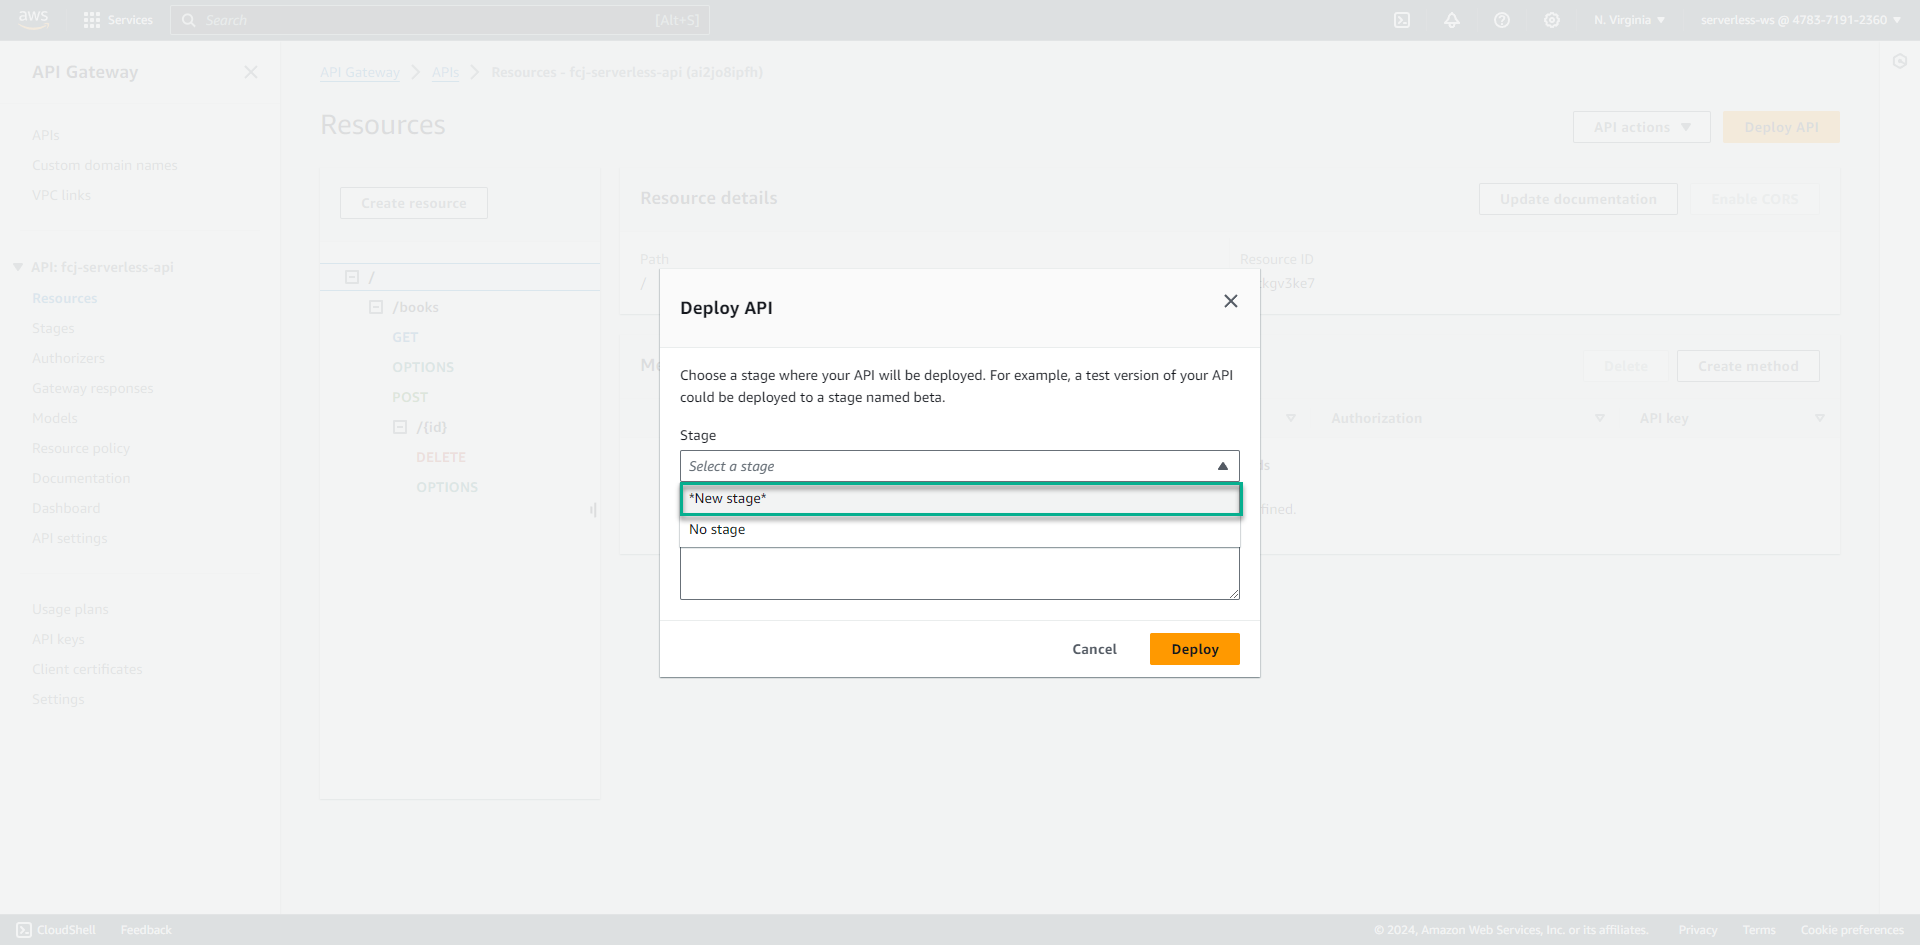 aws
Services
Search
[Alt+S]
N. Virginia
serverless-ws @ 4783-7191-2360
API Gateway
API Gateway
APIs
Resources - fcj-serverless-api (ai2jo8ipfh)
APIs
Custom domain names
VPC links
API: fcj-serverless-api
Resources
Stages
Authorizers
Gateway responses
Models
Resource policy
Documentation
Dashboard
API settings
Usage plans
API keys
Client certificates
Settings
Resources
API actions
Deploy API
Create resource
/
/books
GET
OPTIONS
POST
/{id}
DELETE
OPTIONS
Resource details
Update documentation
Enable CORS
Path
/
Resource ID
kgv3ke7
Delete
Create method
Authorization
API key
Deploy API
Choose a stage where your API will be deployed. For example, a test version of your API
could be deployed to a stage named beta.
Stage
Select a stage
*New stage*
No stage
Cancel
Deploy
CloudShell
Feedback
© 2024, Amazon Web Services, Inc. or its affiliates.
Privacy
Terms
Cookie preferences